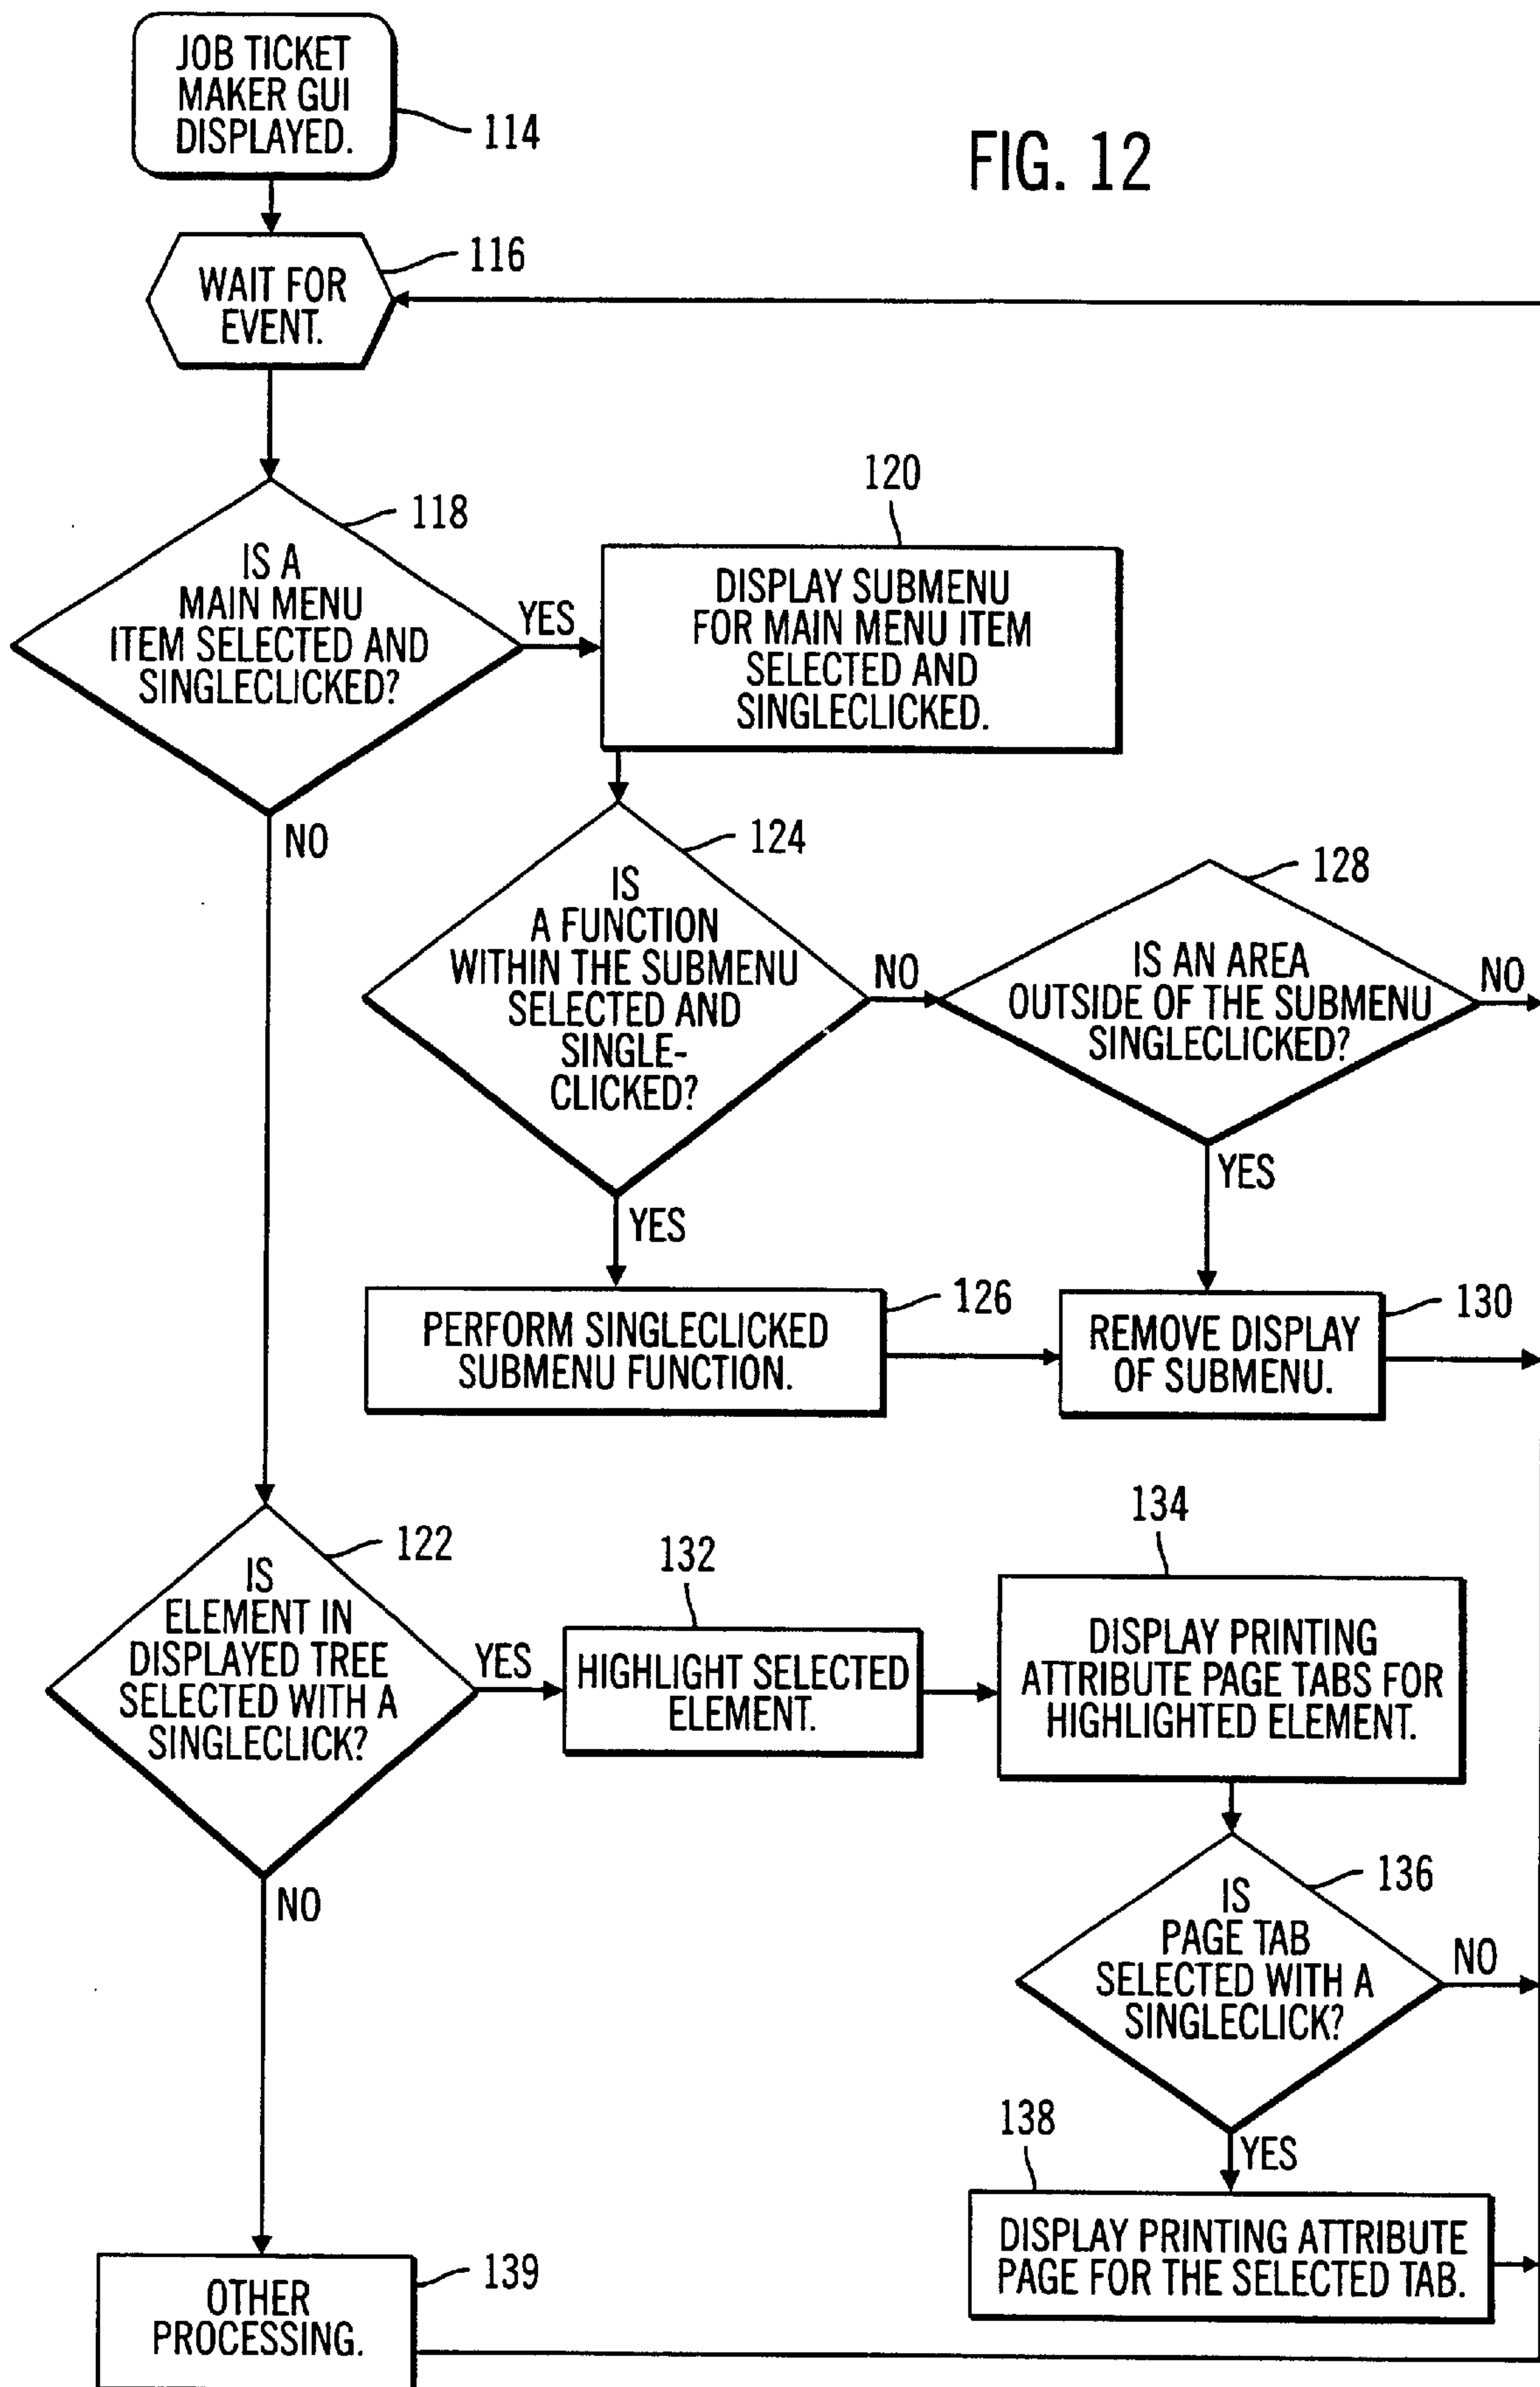 JOB TICKET
MAKER GUI
DISPLAYED.
114
FIG. 12
WAIT FOR
EVENT.
116
IS A
MAIN MENU
ITEM SELECTED AND
SINGLECLICKED?
118
YES
NO
120
DISPLAY SUBMENU
FOR MAIN MENU ITEM
SELECTED AND
SINGLECLICKED.
IS
A FUNCTION
WITHIN THE SUBMENU
SELECTED AND
SINGLE-
CLICKED?
124
NO
YES
IS AN AREA
OUTSIDE OF THE SUBMENU
SINGLECLICKED?
128
NO
YES
PERFORM SINGLECLICKED
SUBMENU FUNCTION.
126
REMOVE DISPLAY
OF SUBMENU.
130
IS
ELEMENT IN
DISPLAYED TREE
SELECTED WITH A
SINGLECLICK?
122
YES
NO
132
HIGHLIGHT SELECTED
ELEMENT.
134
DISPLAY PRINTING
ATTRIBUTE PAGE TABS FOR
HIGHLIGHTED ELEMENT.
IS
PAGE TAB
SELECTED WITH A
SINGLECLICK?
136
NO
YES
138
DISPLAY PRINTING ATTRIBUTE
PAGE FOR THE SELECTED TAB.
OTHER
PROCESSING.
139